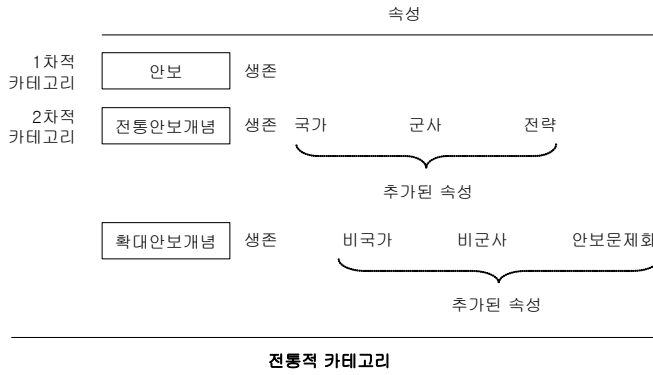 속성
1차적
카테고리
안보 생존
2차적
카테고리
전통안보개념 생존 국가 군사 전략
추가된 속성
확대안보개념 생존 비국가 비군사 안보문제화
추가된 속성
전통적 카테고리